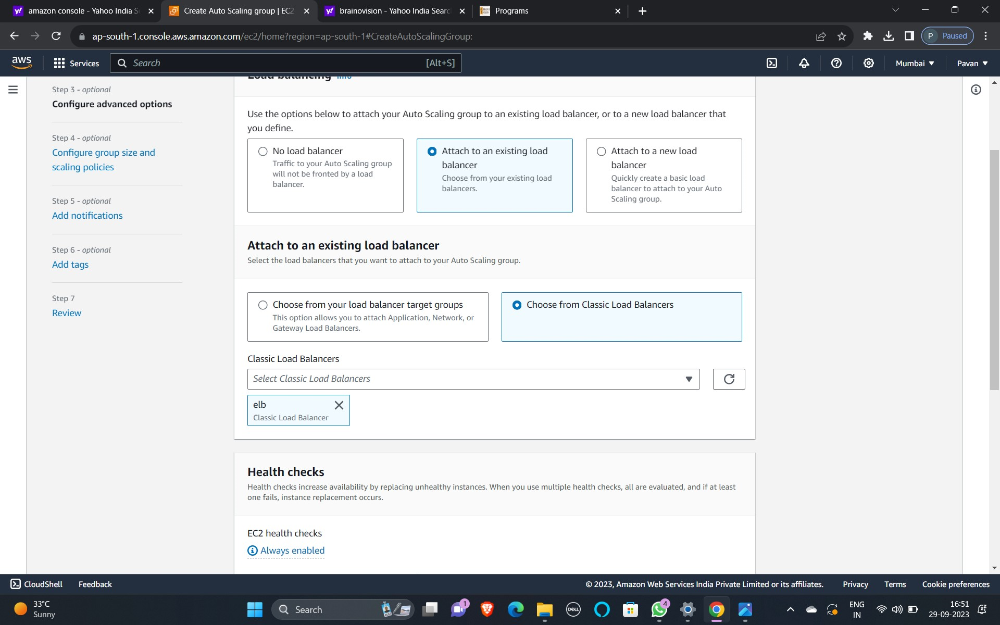 amazon console - Yahoo India S
Create Auto Scaling group | EC2
brainovision - Yahoo India Searc
Programs
ap-south-1.console.aws.amazon.com/ec2/home?region=ap-south-1#CreateAutoScalingGroup:
P Paused
aws
Services
Search
[Alt+S]
Mumbai
Pavan
Load balancing Info
Step 3 - optional
Configure advanced options
Step 4 - optional
Configure group size and
scaling policies
Step 5 - optional
Add notifications
Step 6 - optional
Add tags
Step 7
Review
Use the options below to attach your Auto Scaling group to an existing load balancer, or to a new load balancer that
you define.
No load balancer
Traffic to your Auto Scaling group
will not be fronted by a load
balancer.
Attach to an existing load
balancer
Choose from your existing load
balancers.
Attach to a new load
balancer
Quickly create a basic load
balancer to attach to your Auto
Scaling group.
Attach to an existing load balancer
Select the load balancers that you want to attach to your Auto Scaling group.
Choose from your load balancer target groups
This option allows you to attach Application, Network, or
Gateway Load Balancers.
Choose from Classic Load Balancers
Classic Load Balancers
Select Classic Load Balancers
elb
Classic Load Balancer
Health checks
Health checks increase availability by replacing unhealthy instances. When you use multiple health checks, all are evaluated, and if at least
one fails, instance replacement occurs.
EC2 health checks
Always enabled
CloudShell
Feedback
© 2023, Amazon Web Services India Private Limited or its affiliates.
Privacy
Terms
Cookie preferences
33°C
Sunny
Search
1
DELL
4
ENG
IN
16:51
29-09-2023